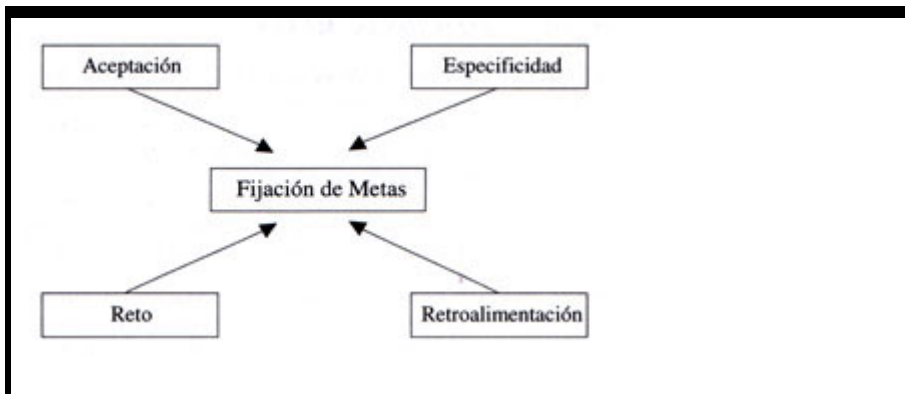 Aceptación
Especificidad
Fijación de Metas
Reto
Retroalimentación